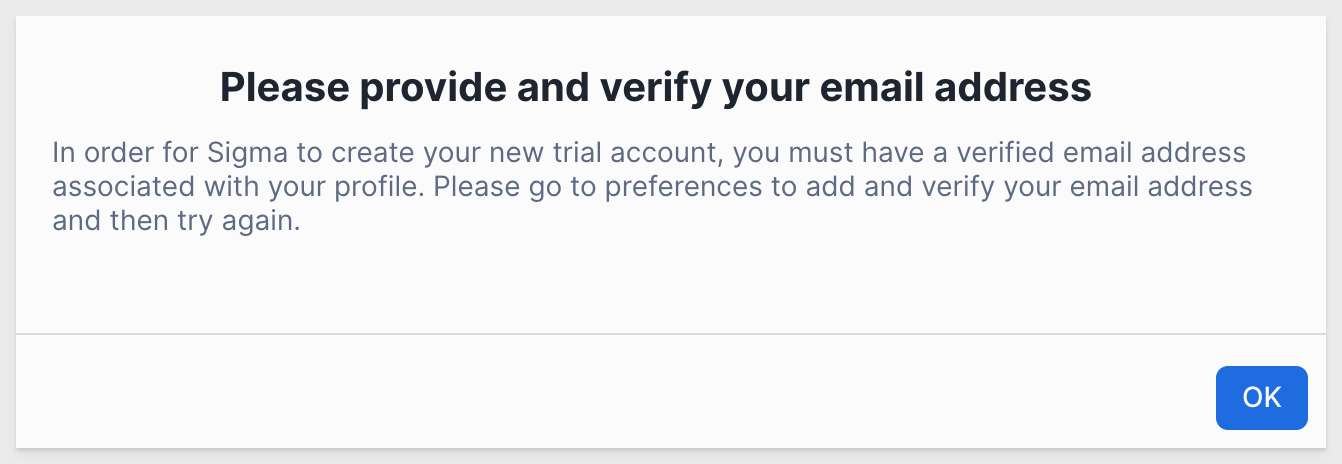 Please provide and verify your email address
In order for Sigma to create your new trial account, you must have a verified email address
associated with your profile. Please go to preferences to add and verify your email address
and then try again.
OK